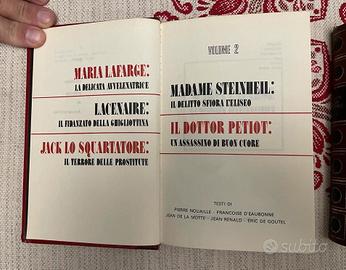 MARIA LAFARGE:
LA DELICATA AVVELENATRICE
LACENAIRE:
IL FIDANZATO DELLA GHIGLIOTTINA
JACK LO SQUARTATORE:
IL TERRORE DELLE PROSTITUTE
VOLUME 2
MADAME STEINHEIL:
IL DELITTO SFIORA L'ELISEO
IL DOTTOR PETIOT:
UN ASSASSINO DI BUON CUORE
TESTI DI
PIERRE NOUAILLE - FRANCOISE D'EAUBONNE
JEAN DE LA MOTTE - JEAN RENALD - ERIC DE GOUTEL
subito